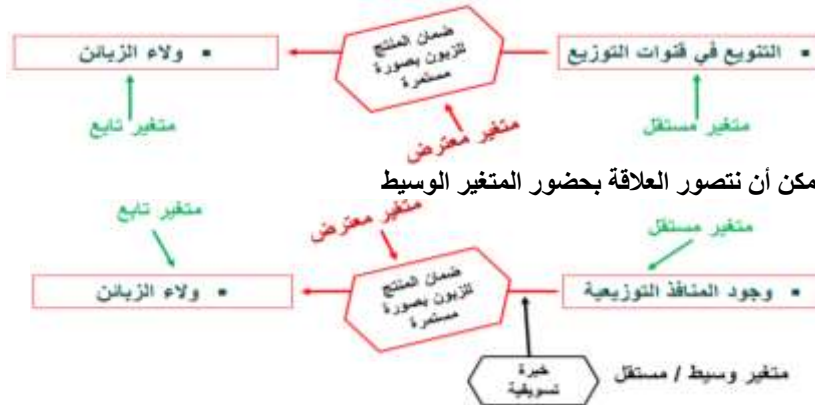 ▪ التنويع في قنوات التوزيع
ضمان المنتج
للزبون بصورة
مستمرة
▪ ولاء الزبائن
متغير مستقل
متغير معترض
متغير تابع
مكن أن نتصور العلاقة بحضور المتغير الوسيط
متغير مستقل
متغير معترض
متغير تابع
▪ وجود المنافذ التوزيعية
ضمان المنتج
للزبون بصورة
مستمرة
▪ ولاء الزبائن
متغير وسيط / مستقل
خبرة
تسويقية